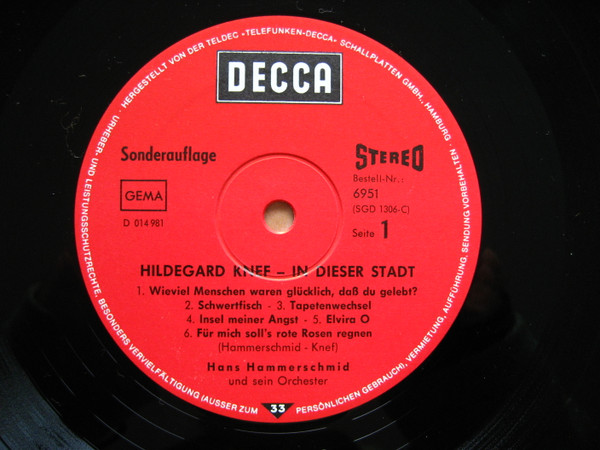 · HERGESTELLT VON DER TELDEC »TELEFUNKEN-DECCA« SCHALLPLATTEN GMBH., HAMBURG ·
URHEBER- UND LEISTUNGSSCHUTZRECHTE, BESONDERS VERVIELFÄLTIGUNG (AUSSER ZUM PERSÖNLICHEN GEBRAUCH), VERMIETUNG, AUFFÜHRUNG, SENDUNG VORBEHALTEN
DECCA
Sonderauflage
STEREO
GEMA
Bestell-Nr.:
6951
(SGD 1306-C)
D 014 981
Seite 1
HILDEGARD KNEF – IN DIESER STADT
1. Wieviel Menschen waren glücklich, daß du gelebt?
2. Schwertfisch - 3. Tapetenwechsel
4. Insel meiner Angst - 5. Elvira O
6. Für mich soll's rote Rosen regnen
(Hammerschmid - Knef)
Hans Hammerschmid
und sein Orchester
33